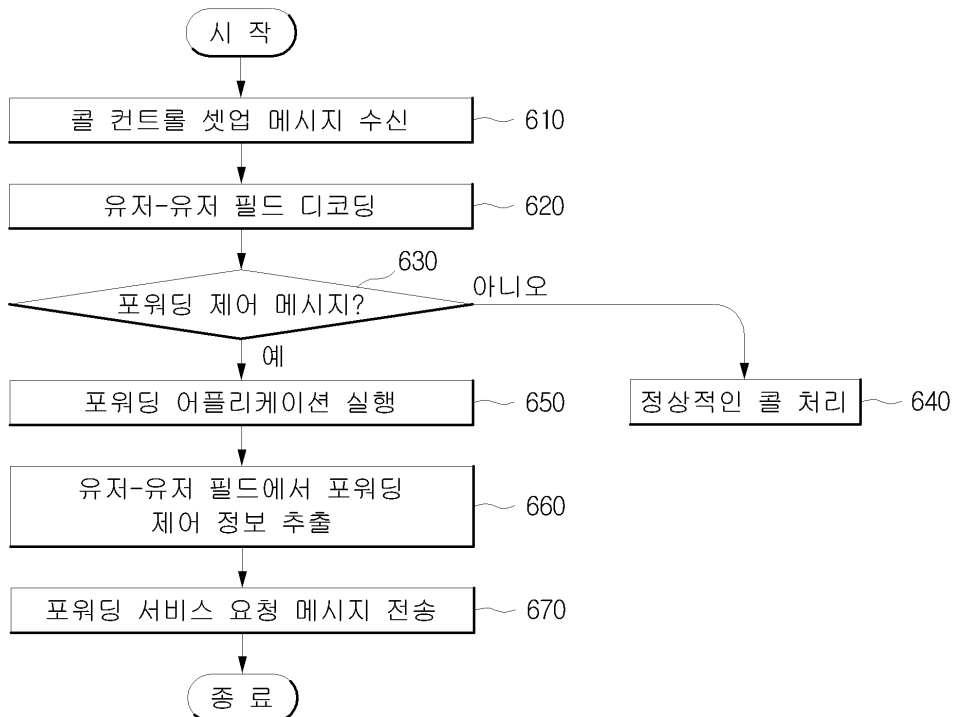 시 작
콜 컨트롤 셋업 메시지 수신
610
유저-유저 필드 디코딩
620
630
포워딩 제어 메시지?
아니오
예
포워딩 어플리케이션 실행
650
정상적인 콜 처리
640
유저-유저 필드에서 포워딩
제어 정보 추출
660
포워딩 서비스 요청 메시지 전송
670
종 료